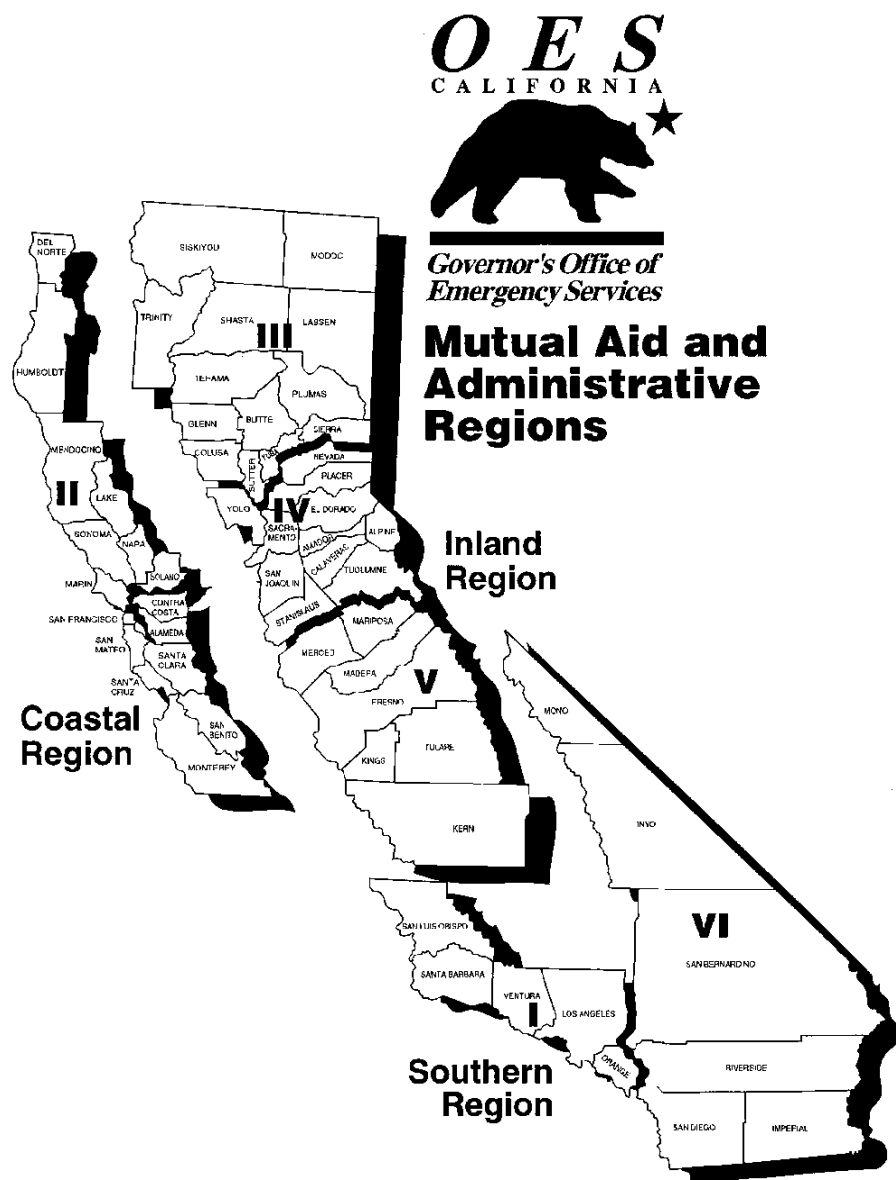 OES
CALIFORNIA
Governor's Office of
Emergency Services
Mutual Aid and
Administrative
Regions
DEL
NORTE
SISKIYOU
MODOC
TRINITY
SHASTA
LASSEN
III
HUMBOLDT
TEHAMA
PLUMAS
GLENN
BUTTE
SIERRA
MENDOCINO
COLUSA
SUTTER
YUBA
NEVADA
PLACER
II
LAKE
YOLO
IV
EL DORADO
SONOMA
NAPA
SACRA-
MENTO
AMADOR
ALPINE
CALAVERAS
Inland
Region
MARIN
SOLANO
SAN
JOAQUIN
TUOLUMNE
CONTRA
COSTA
SAN FRANCISCO
ALAMEDA
STANISLAUS
MARIPOSA
SAN
MATEO
SANTA
CLARA
MERCED
MADERA
SANTA
CRUZ
V
FRESNO
MONO
Coastal
Region
SAN
BENITO
MONTEREY
KINGS
TULARE
KERN
INYO
SAN LUIS OBISPO
VI
SANTA BARBARA
SAN BERNARDINO
VENTURA
I
LOS ANGELES
ORANGE
RIVERSIDE
Southern
Region
SAN DIEGO
IMPERIAL